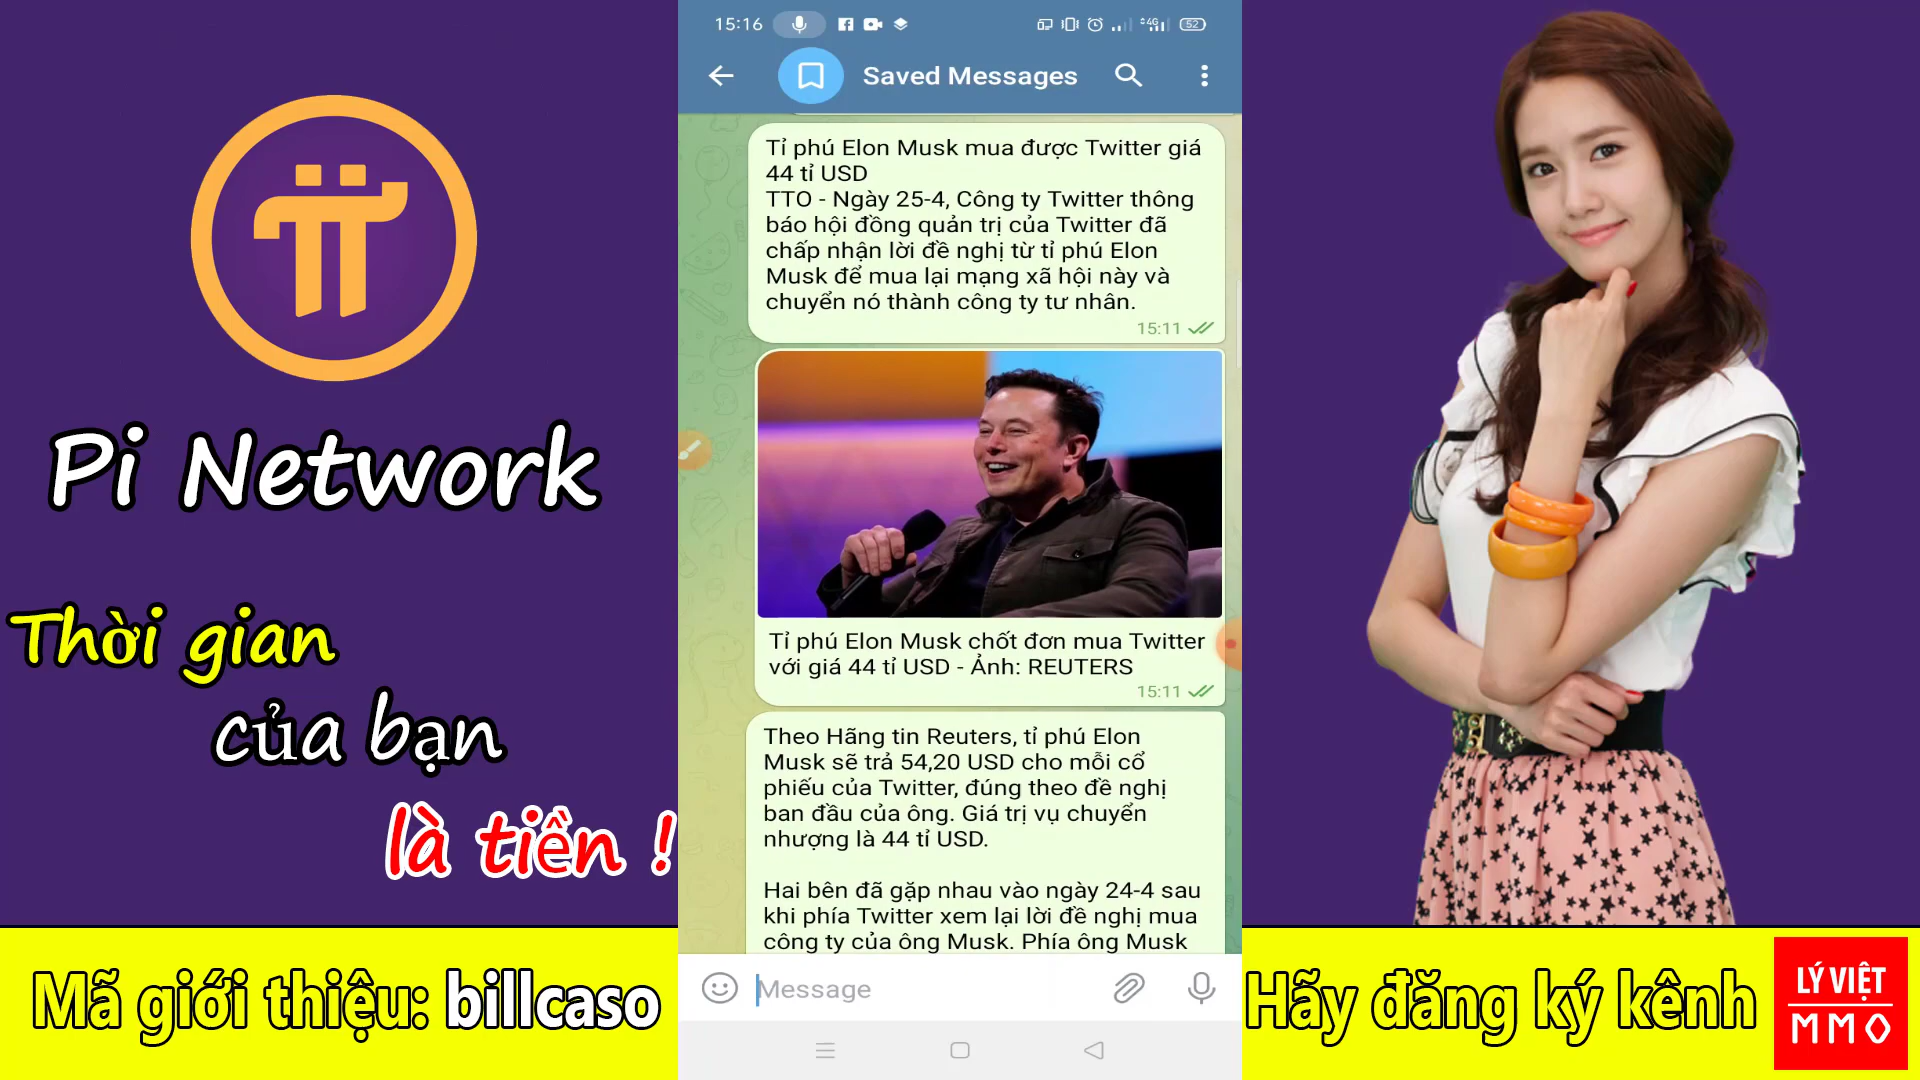 Pi Network
Thời gian
của bạn
là tiền !
Mã giới thiệu: billcaso
15:16
4G
52
Saved Messages
Tỉ phú Elon Musk mua được Twitter giá
44 tỉ USD
TTO - Ngày 25-4, Công ty Twitter thông
báo hội đồng quản trị của Twitter đã
chấp nhận lời đề nghị từ tỉ phú Elon
Musk để mua lại mạng xã hội này và
chuyển nó thành công ty tư nhân.
15:11
Tỉ phú Elon Musk chốt đơn mua Twitter
với giá 44 tỉ USD - Ảnh: REUTERS
15:11
Theo Hãng tin Reuters, tỉ phú Elon
Musk sẽ trả 54,20 USD cho mỗi cổ
phiếu của Twitter, đúng theo đề nghị
ban đầu của ông. Giá trị vụ chuyển
nhượng là 44 tỉ USD.
Hai bên đã gặp nhau vào ngày 24-4 sau
khi phía Twitter xem lại lời đề nghị mua
công ty của ông Musk. Phía ông Musk
Message
Hãy đăng ký kênh
LÝ VIỆT
MMO